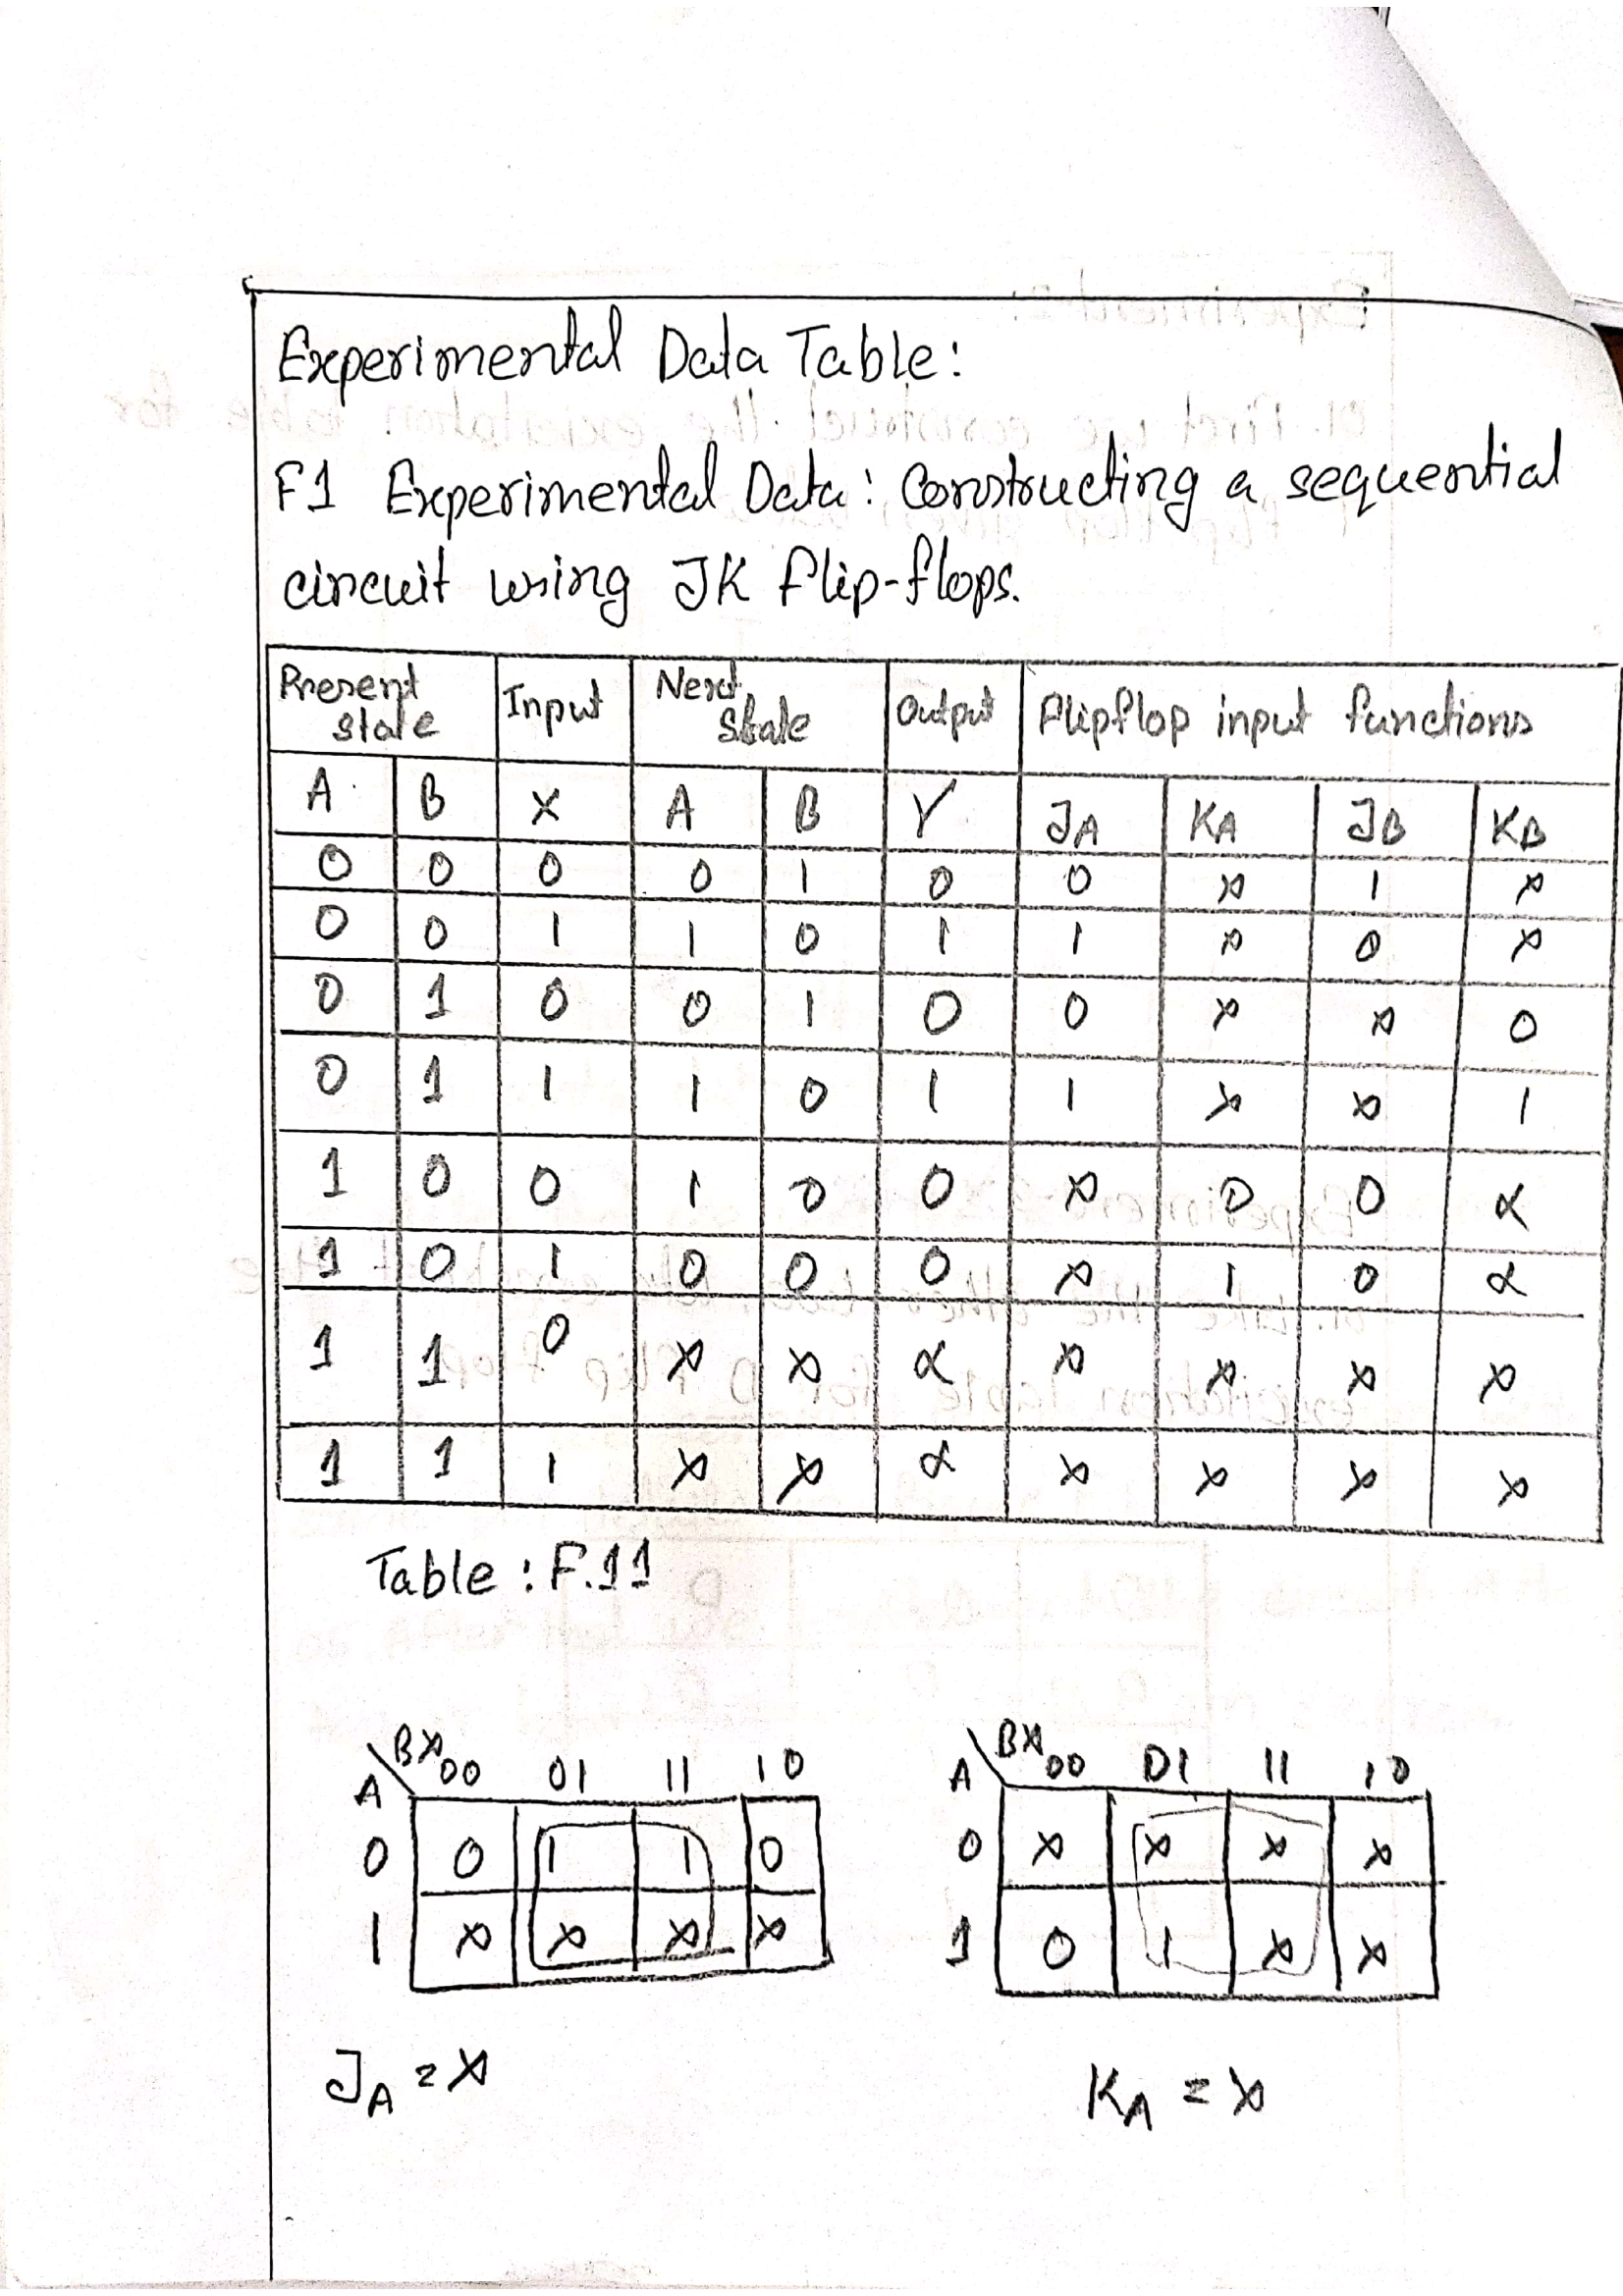 Experimental Data Table:
F1 Experimental Data: Constructing a sequential
circuit using JK flip-flops.
Present state Input Next State Output Flipflop input functions
A B X A B Y JA KA JB KB
0 0 0 0 1 0 0 x 1 x
0 0 1 1 0 1 1 x 0 x
0 1 0 0 1 0 0 x x 0
0 1 1 1 0 1 1 x x 1
1 0 0 1 0 0 x 0 0 x
1 0 1 0 0 0 x 1 0 x
1 1 0 x x x x x x x
1 1 1 x x x x x x x
Table : F.11
A BX 00 01 11 10
0 0 1 1 0
1 x x x x
JA = X
A BX 00 01 11 10
0 x x x x
1 0 1 x x
KA = X